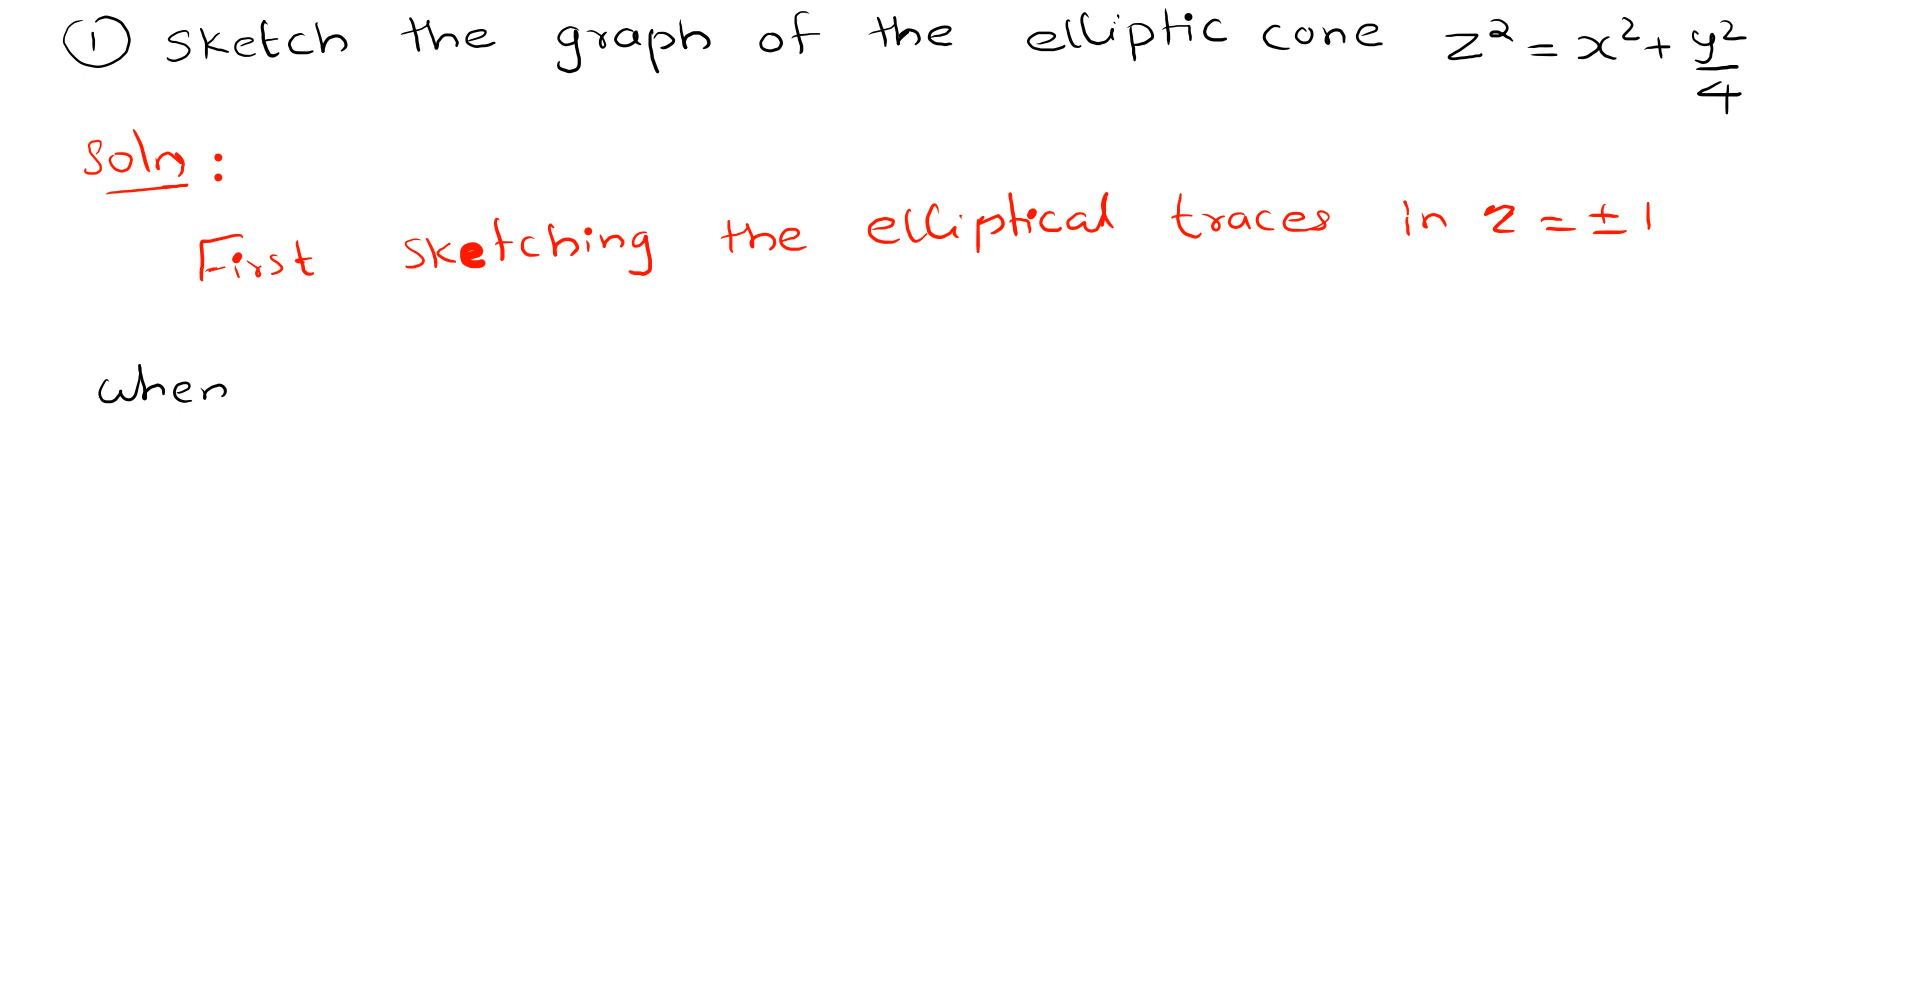 ① sketch the graph of the elliptic cone z² = x² + y²/4
Soln :
First sketching the elliptical traces in z = ± 1
when